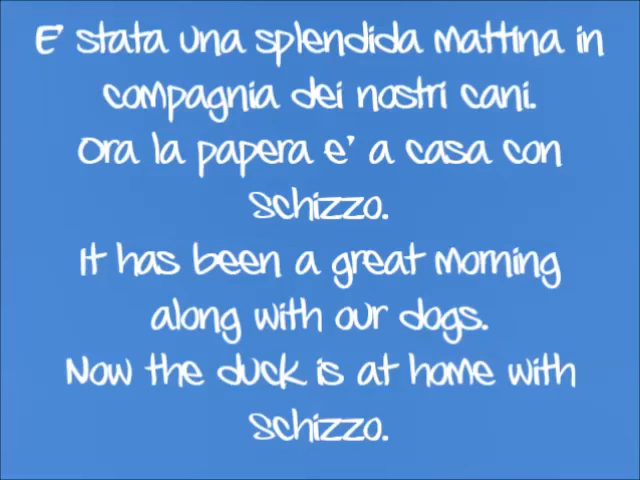 E' stata una splendida mattina in
compagnia dei nostri cani.
Ora la papera e' a casa con
Schizzo.
It has been a great morning
along with our dogs.
Now the duck is at home with
Schizzo.